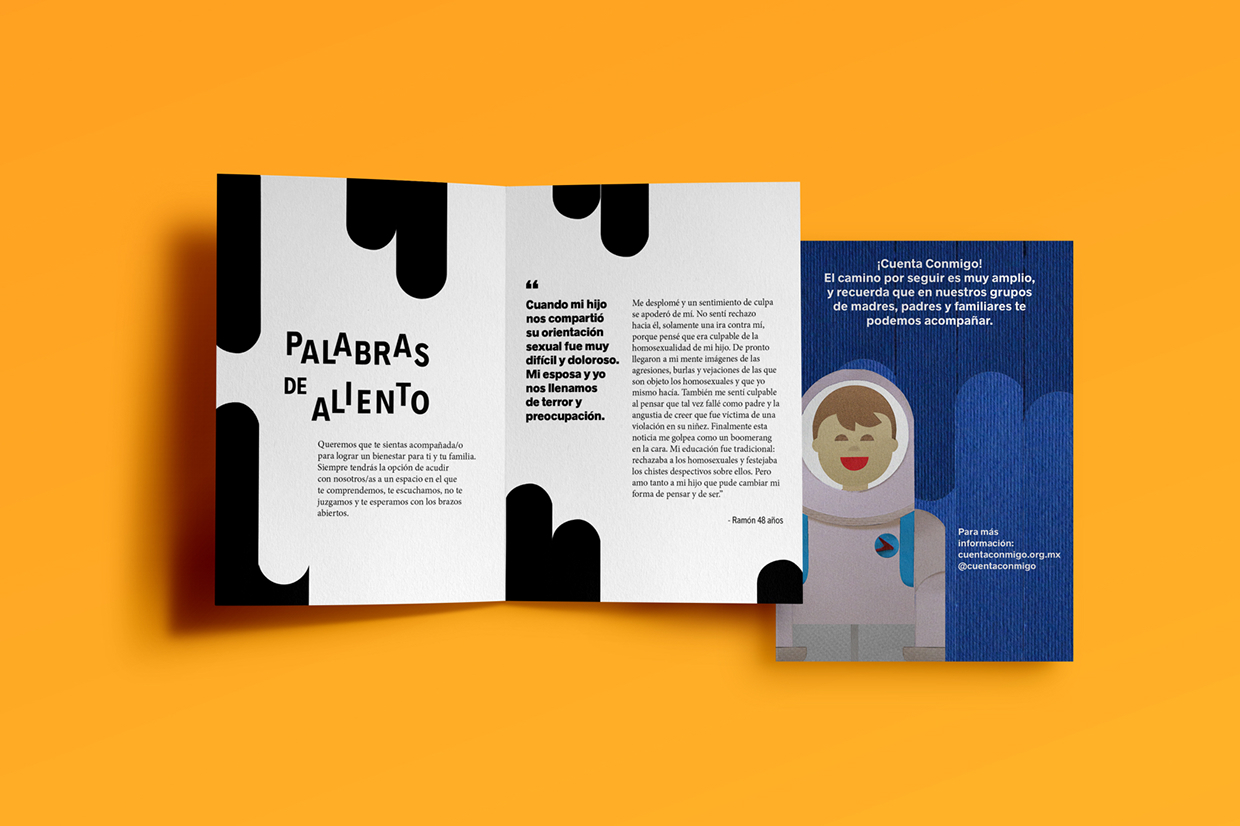 PALABRAS
DE ALIENTO
Queremos que te sientas acompañada/o
para lograr un bienestar para ti y tu familia.
Siempre tendrás la opción de acudir
con nosotros/as a un espacio en el que
te comprendemos, te escuchamos, no te
juzgamos y te esperamos con los brazos
abiertos.
“
Cuando mi hijo
nos compartió
su orientación
sexual fue muy
difícil y doloroso.
Mi esposa y yo
nos llenamos
de terror y
preocupación.
Me desplomé y un sentimiento de culpa
se apoderó de mí. No sentí rechazo
hacia él, solamente una ira contra mí,
porque pensé que era culpable de la
homosexualidad de mi hijo. De pronto
llegaron a mi mente imágenes de las
agresiones, burlas y vejaciones de las que
son objeto los homosexuales y que yo
mismo hacía. También me sentí culpable
al pensar que tal vez fallé como padre y la
angustia de creer que fue víctima de una
violación en su niñez. Finalmente esta
noticia me golpea como un boomerang
en la cara. Mi educación fue tradicional:
rechazaba a los homosexuales y festejaba
los chistes despectivos sobre ellos. Pero
amo tanto a mi hijo que pude cambiar mi
forma de pensar y de ser.”
- Ramón 48 años
¡Cuenta Conmigo!
El camino por seguir es muy amplio,
y recuerda que en nuestros grupos
de madres, padres y familiares te
podemos acompañar.
Para más
información:
cuentaconmigo.org.mx
@cuentaconmigo